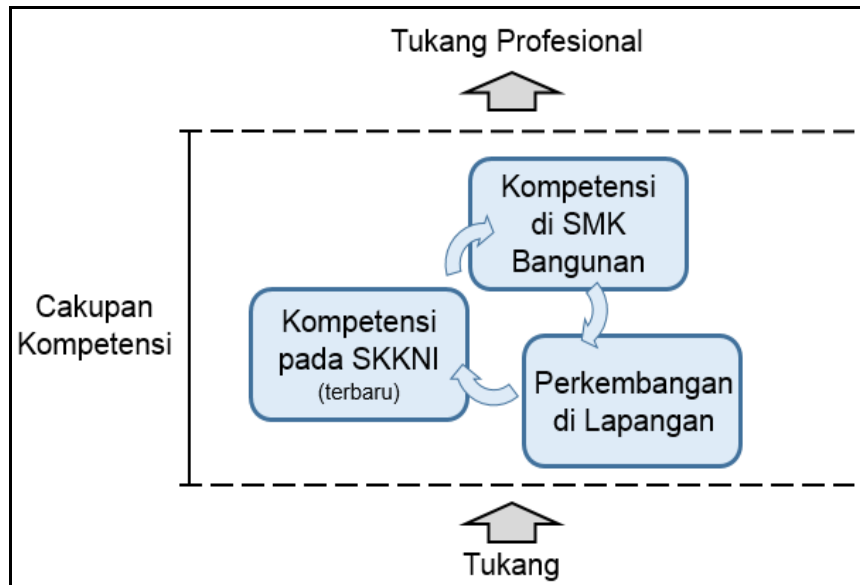 Tukang Profesional
Kompetensi
di SMK
Bangunan
Cakupan
Kompetensi
Kompetensi
pada SKKNI
(terbaru)
Perkembangan
di Lapangan
Tukang